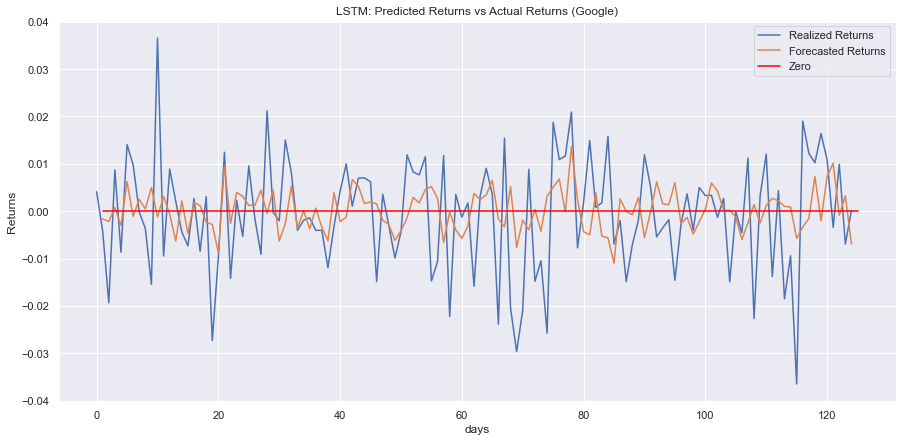 LSTM: Predicted Returns vs Actual Returns (Google)
Realized Returns
Forecasted Returns
Zero
Returns
0.04
0.03
0.02
0.01
0.00
−0.01
−0.02
−0.03
−0.04
0 20 40 60 80 100 120
days